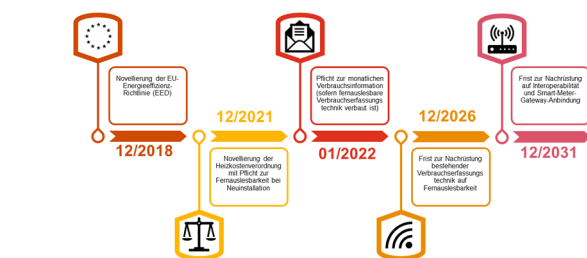 Novellierung der EU-
Energieeffizienz-
Richtlinie (EED)
12/2018
12/2021
Novellierung der
Heizkostenverordnung
mit Pflicht zur
Fernauslesbarkeit bei
Neuinstallation
Pflicht zur monatlichen
Verbrauchsinformation
(sofern fernauslesbare
Verbrauchserfassungs
technik verbaut ist)
01/2022
12/2026
Frist zur Nachrüstung
bestehender
Verbrauchserfassungs
technik auf
Fernauslesbarkeit
Frist zur Nachrüstung
auf Interoperabilität
und Smart-Meter-
Gateway-Anbindung
12/2031